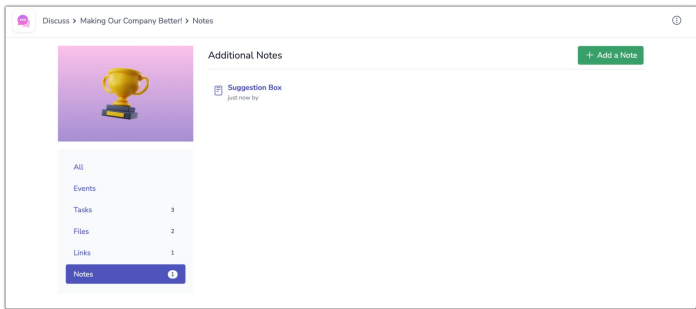 Discuss > Making Our Company Better! > Notes
Additional Notes
+ Add a Note
Suggestion Box
just now by
All
Events
Tasks 3
Files 2
Links 1
Notes 1